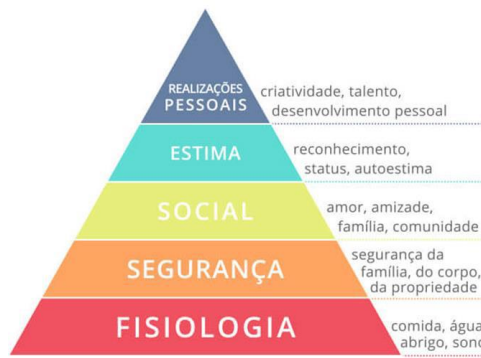 REALIZAÇÕES
PESSOAIS
criatividade, talento,
desenvolvimento pessoal
ESTIMA
reconhecimento,
status, autoestima
SOCIAL
amor, amizade,
família, comunidade
SEGURANÇA
segurança da
família, do corpo,
da propriedade
FISIOLOGIA
comida, água
abrigo, sono